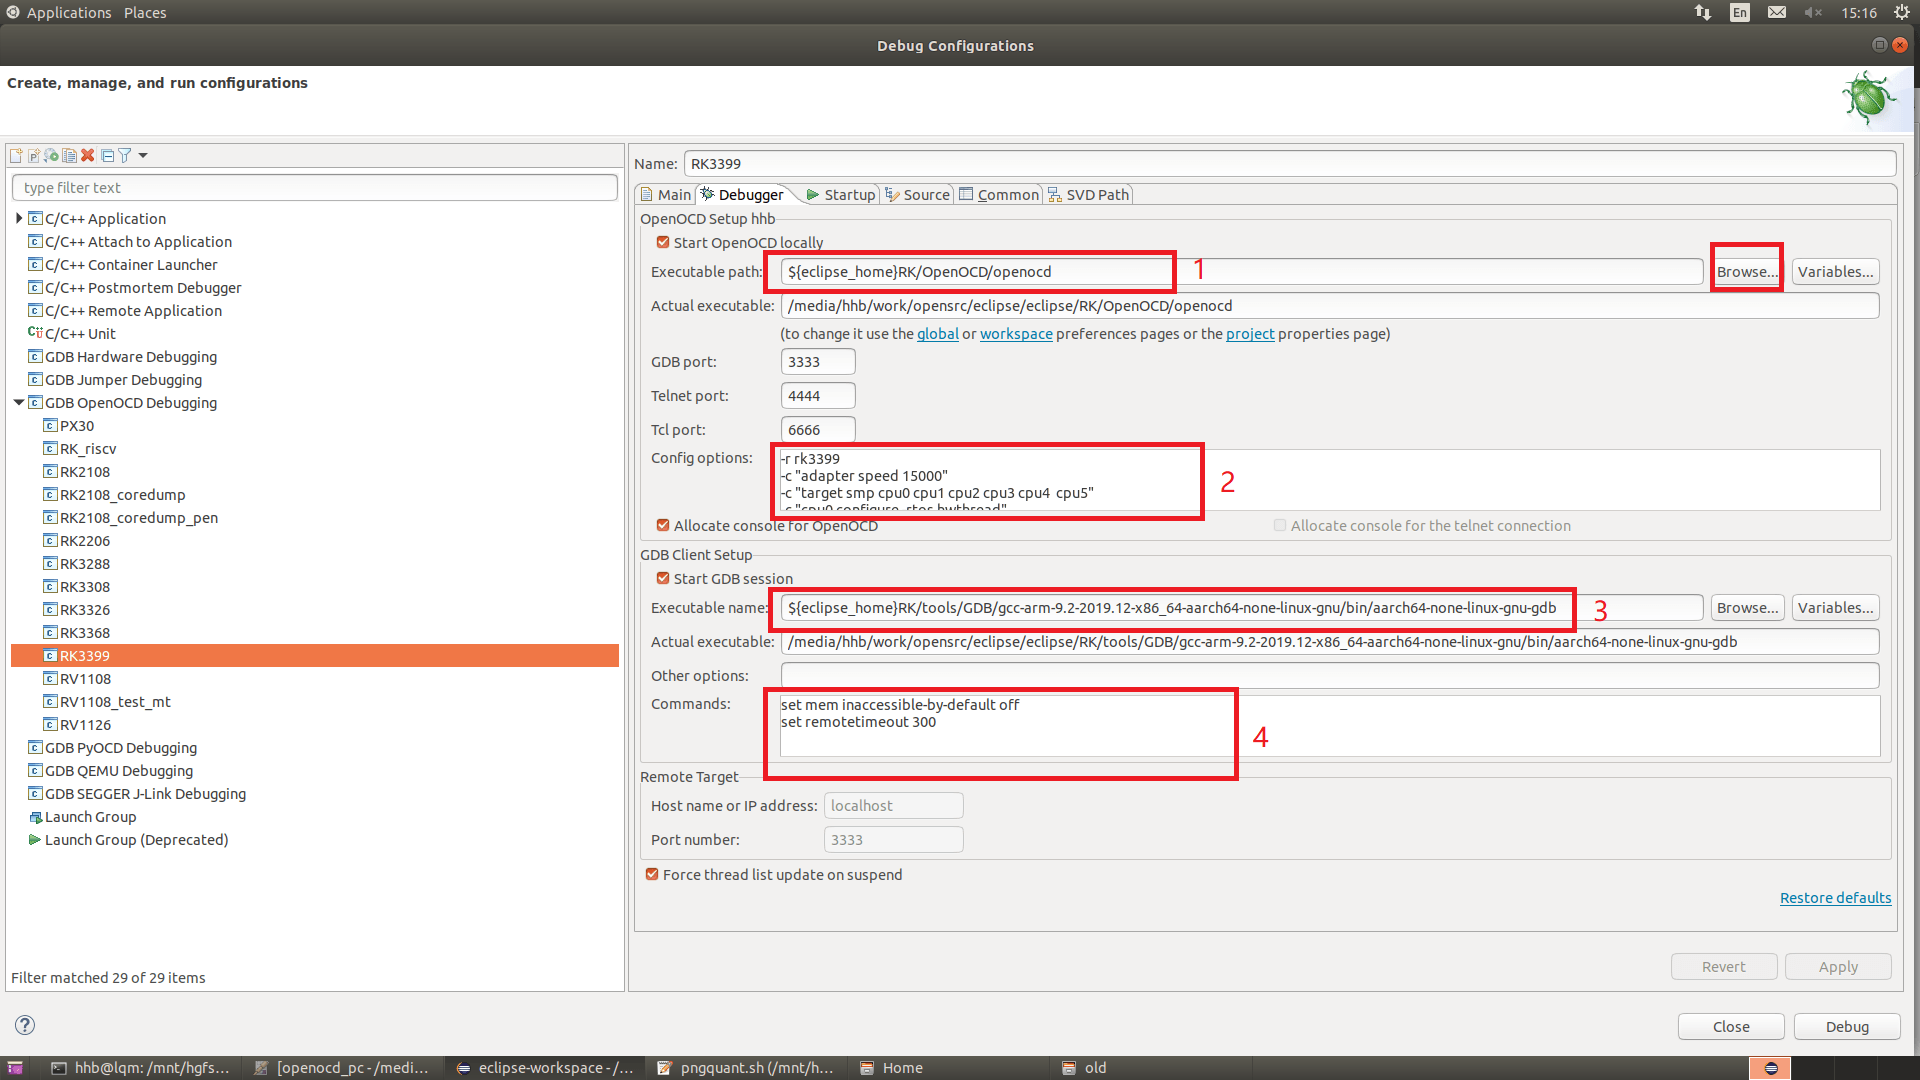 Applications Places
En 15:16
Debug Configurations
Create, manage, and run configurations
type filter text
C/C++ Application
C/C++ Attach to Application
C/C++ Container Launcher
C/C++ Postmortem Debugger
C/C++ Remote Application
C/C++ Unit
GDB Hardware Debugging
GDB Jumper Debugging
GDB OpenOCD Debugging
PX30
RK_riscv
RK2108
RK2108_coredump
RK2108_coredump_pen
RK2206
RK3288
RK3308
RK3326
RK3368
RK3399
RV1108
RV1108_test_mt
RV1126
GDB PyOCD Debugging
GDB QEMU Debugging
GDB SEGGER J-Link Debugging
Launch Group
Launch Group (Deprecated)
Filter matched 29 of 29 items
Name: RK3399
Main Debugger Startup Source Common SVD Path
OpenOCD Setup hhb
Start OpenOCD locally
Executable path: ${eclipse_home}RK/OpenOCD/openocd 1 Browse... Variables...
Actual executable: /media/hhb/work/opensrc/eclipse/eclipse/RK/OpenOCD/openocd
(to change it use the global or workspace preferences pages or the project properties page)
GDB port: 3333
Telnet port: 4444
Tcl port: 6666
Config options: -r rk3399
-c "adapter speed 15000"
-c "target smp cpu0 cpu1 cpu2 cpu3 cpu4 cpu5"
2
-c "cpu0 configure -rtos hwthread"
Allocate console for OpenOCD Allocate console for the telnet connection
GDB Client Setup
Start GDB session
Executable name: ${eclipse_home}RK/tools/GDB/gcc-arm-9.2-2019.12-x86_64-aarch64-none-linux-gnu/bin/aarch64-none-linux-gnu-gdb 3 Browse... Variables...
Actual executable: /media/hhb/work/opensrc/eclipse/eclipse/RK/tools/GDB/gcc-arm-9.2-2019.12-x86_64-aarch64-none-linux-gnu/bin/aarch64-none-linux-gnu-gdb
Other options:
Commands: set mem inaccessible-by-default off
set remotetimeout 300
4
Remote Target
Host name or IP address: localhost
Port number: 3333
Force thread list update on suspend
Restore defaults
Revert Apply
Close Debug
hhb@lqm: /mnt/hgfs... [openocd_pc - /medi... eclipse-workspace - /... pngquant.sh (/mnt/h... Home old